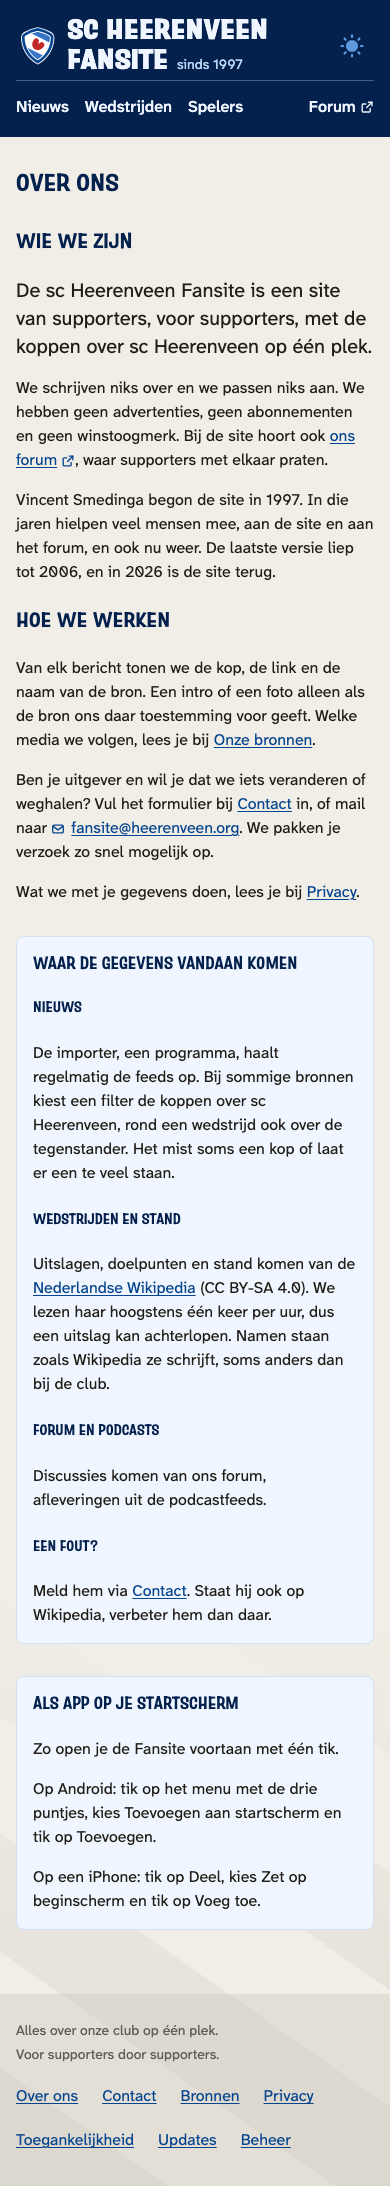 SC HEERENVEEN
FANSITE sinds 1997
Nieuws Wedstrijden Spelers Forum
OVER ONS
WIE WE ZIJN
De sc Heerenveen Fansite is een site
van supporters, voor supporters, met de
koppen over sc Heerenveen op één plek.
We schrijven niks over en we passen niks aan. We
hebben geen advertenties, geen abonnementen
en geen winstoogmerk. Bij de site hoort ook ons
forum, waar supporters met elkaar praten.
Vincent Smedinga begon de site in 1997. In die
jaren hielpen veel mensen mee, aan de site en aan
het forum, en ook nu weer. De laatste versie liep
tot 2006, en in 2026 is de site terug.
HOE WE WERKEN
Van elk bericht tonen we de kop, de link en de
naam van de bron. Een intro of een foto alleen als
de bron ons daar toestemming voor geeft. Welke
media we volgen, lees je bij Onze bronnen.
Ben je uitgever en wil je dat we iets veranderen of
weghalen? Vul het formulier bij Contact in, of mail
naar fansite@heerenveen.org. We pakken je
verzoek zo snel mogelijk op.
Wat we met je gegevens doen, lees je bij Privacy.
WAAR DE GEGEVENS VANDAAN KOMEN
NIEUWS
De importer, een programma, haalt
regelmatig de feeds op. Bij sommige bronnen
kiest een filter de koppen over sc
Heerenveen, rond een wedstrijd ook over de
tegenstander. Het mist soms een kop of laat
er een te veel staan.
WEDSTRIJDEN EN STAND
Uitslagen, doelpunten en stand komen van de
Nederlandse Wikipedia (CC BY-SA 4.0). We
lezen haar hoogstens één keer per uur, dus
een uitslag kan achterlopen. Namen staan
zoals Wikipedia ze schrijft, soms anders dan
bij de club.
FORUM EN PODCASTS
Discussies komen van ons forum,
afleveringen uit de podcastfeeds.
EEN FOUT?
Meld hem via Contact. Staat hij ook op
Wikipedia, verbeter hem dan daar.
ALS APP OP JE STARTSCHERM
Zo open je de Fansite voortaan met één tik.
Op Android: tik op het menu met de drie
puntjes, kies Toevoegen aan startscherm en
tik op Toevoegen.
Op een iPhone: tik op Deel, kies Zet op
beginscherm en tik op Voeg toe.
Alles over onze club op één plek.
Voor supporters door supporters.
Over ons Contact Bronnen Privacy
Toegankelijkheid Updates Beheer